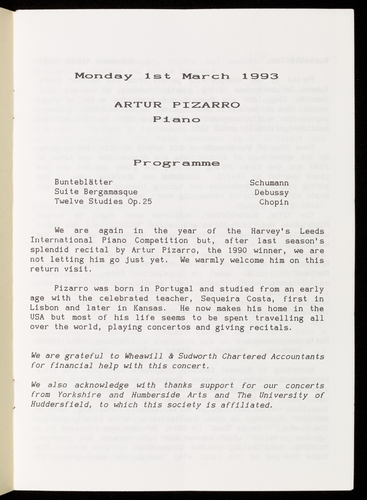 Monday 1st March 1993
ARTUR PIZARRO
Piano
Programme
Bunteblätter Schumann
Suite Bergamasque Debussy
Twelve Studies Op.25 Chopin
We are again in the year of the Harvey's Leeds
International Piano Competition but, after last season's
splendid recital by Artur Pizarro, the 1990 winner, we are
not letting him go just yet. We warmly welcome him on this
return visit.
Pizarro was born in Portugal and studied from an early
age with the celebrated teacher, Sequeira Costa, first in
Lisbon and later in Kansas. He now makes his home in the
USA but most of his life seems to be spent travelling all
over the world, playing concertos and giving recitals.
We are grateful to Wheawill & Sudworth Chartered Accountants
for financial help with this concert.
We also acknowledge with thanks support for our concerts
from Yorkshire and Humberside Arts and The University of
Huddersfield, to which this society is affiliated.